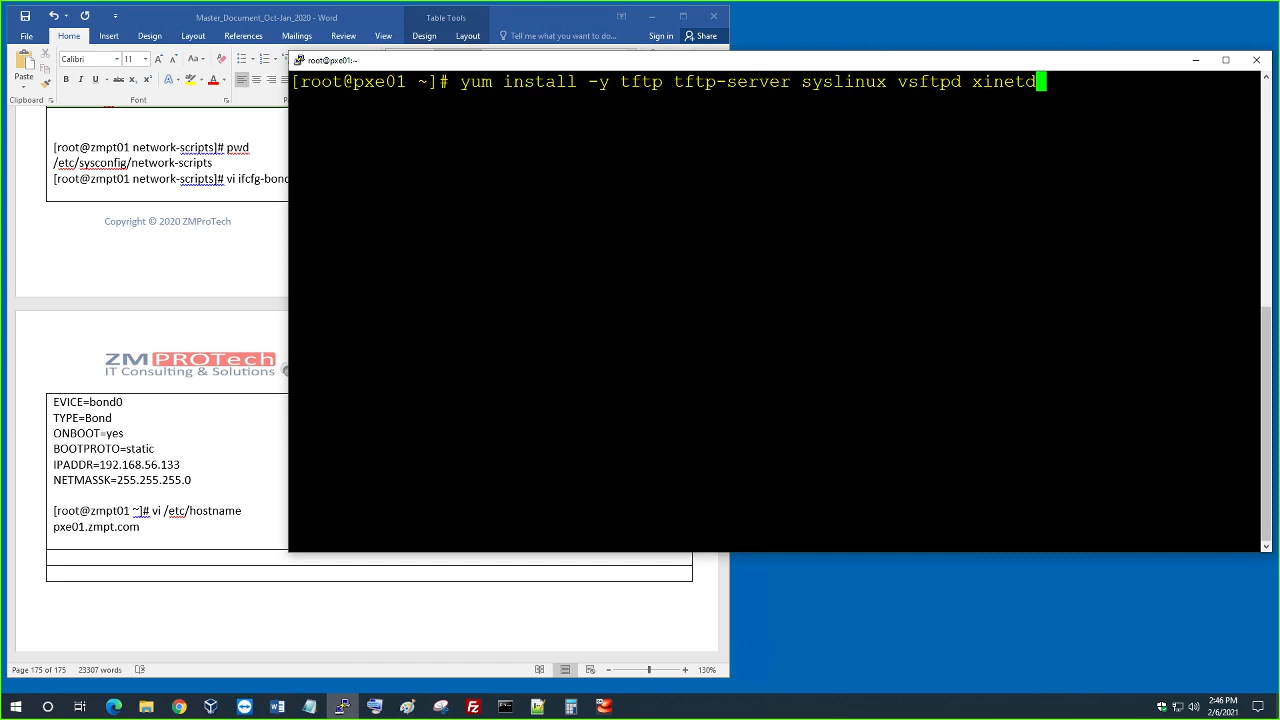 Master_Document_Oct-Jan_2020 - Word
Table Tools
File Home Insert Design Layout References Mailings Review View Design Layout Tell me what you want to do... Sign in Share
Paste
Calibri 11
Aa
B I U abc x₂ x² A A
Clipboard
Font
[root@zmpt01 network-scripts]# pwd
/etc/sysconfig/network-scripts
[root@zmpt01 network-scripts]# vi ifcfg-bond
Copyright © 2020 ZMProTech
ZMPROTech
IT Consulting & Solutions
EVICE=bond0
TYPE=Bond
ONBOOT=yes
BOOTPROTO=static
IPADDR=192.168.56.133
NETMASSK=255.255.255.0
[root@zmpt01 ~]# vi /etc/hostname
pxe01.zmpt.com
Page 175 of 175 23307 words
130%
root@pxe01:~
[root@pxe01 ~]# yum install -y tftp tftp-server syslinux vsftpd xinetd
2:46 PM
2/6/2021